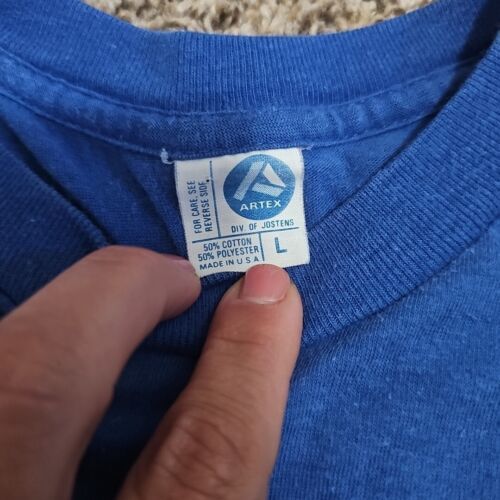 FOR CARE, SEE
REVERSE SIDE.
ARTEX
DIV. OF JOSTENS
50% COTTON
50% POLYESTER
MADE IN U S A
L